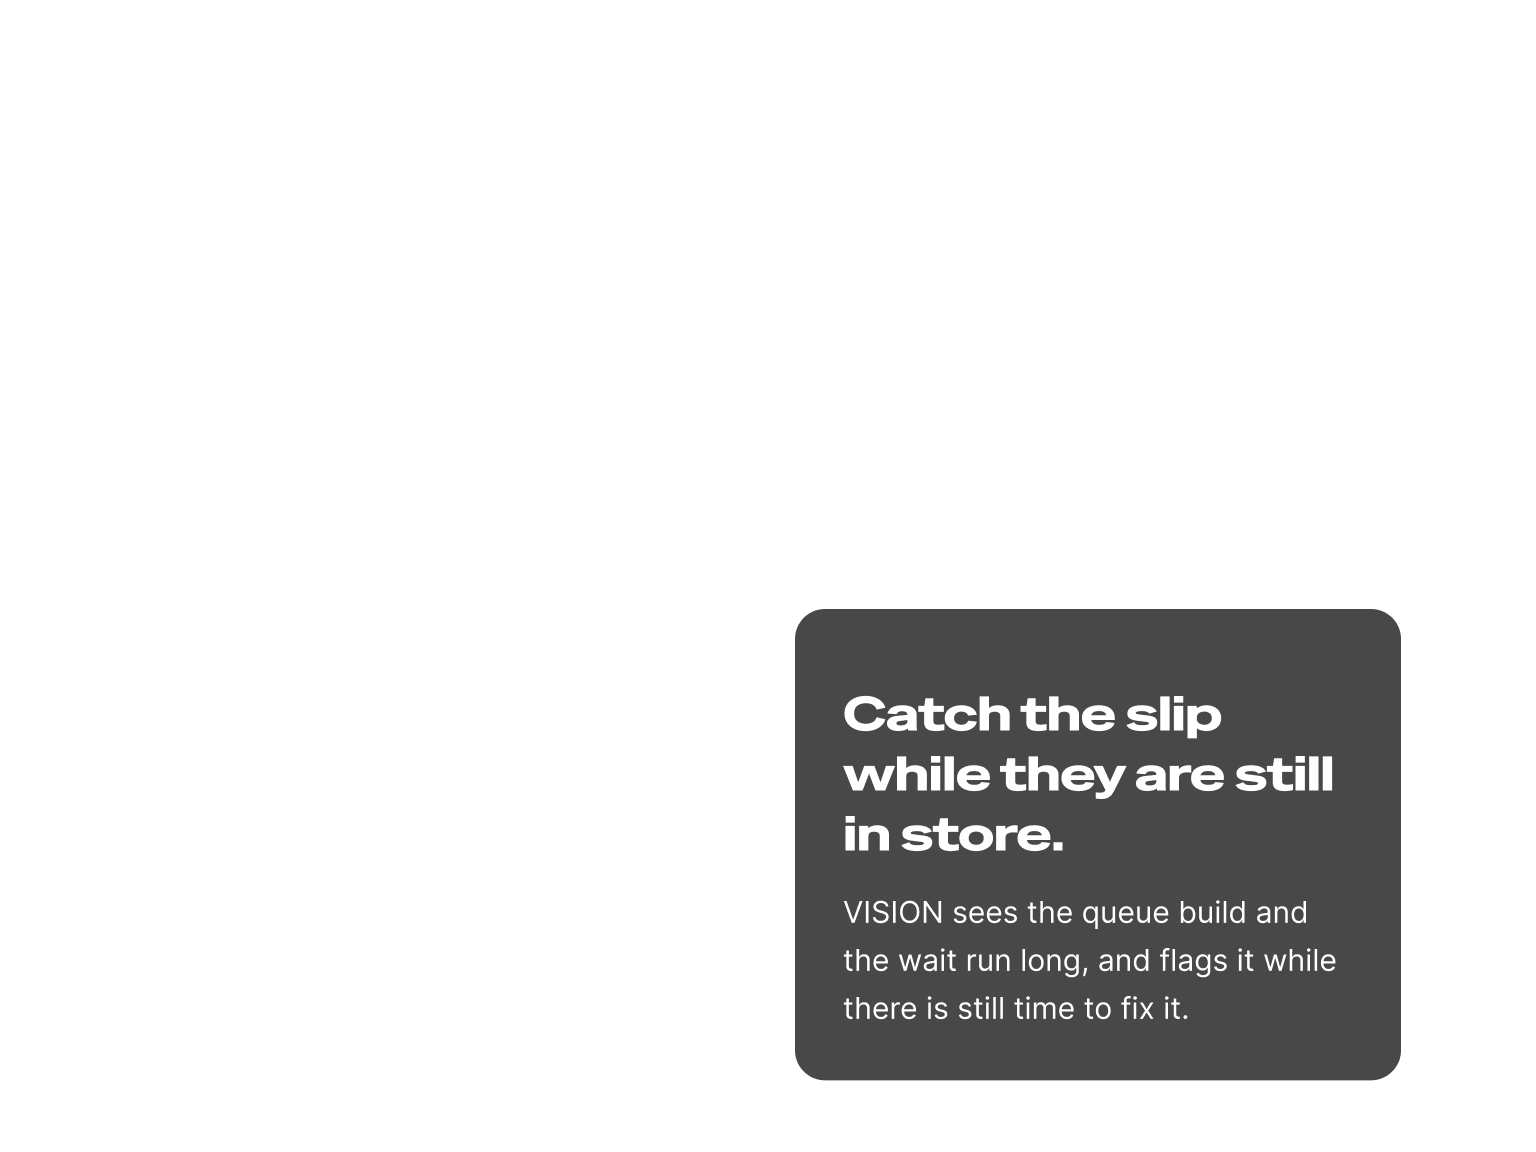 Catch the slip
while they are still
in store.
VISION sees the queue build and
the wait run long, and flags it while
there is still time to fix it.